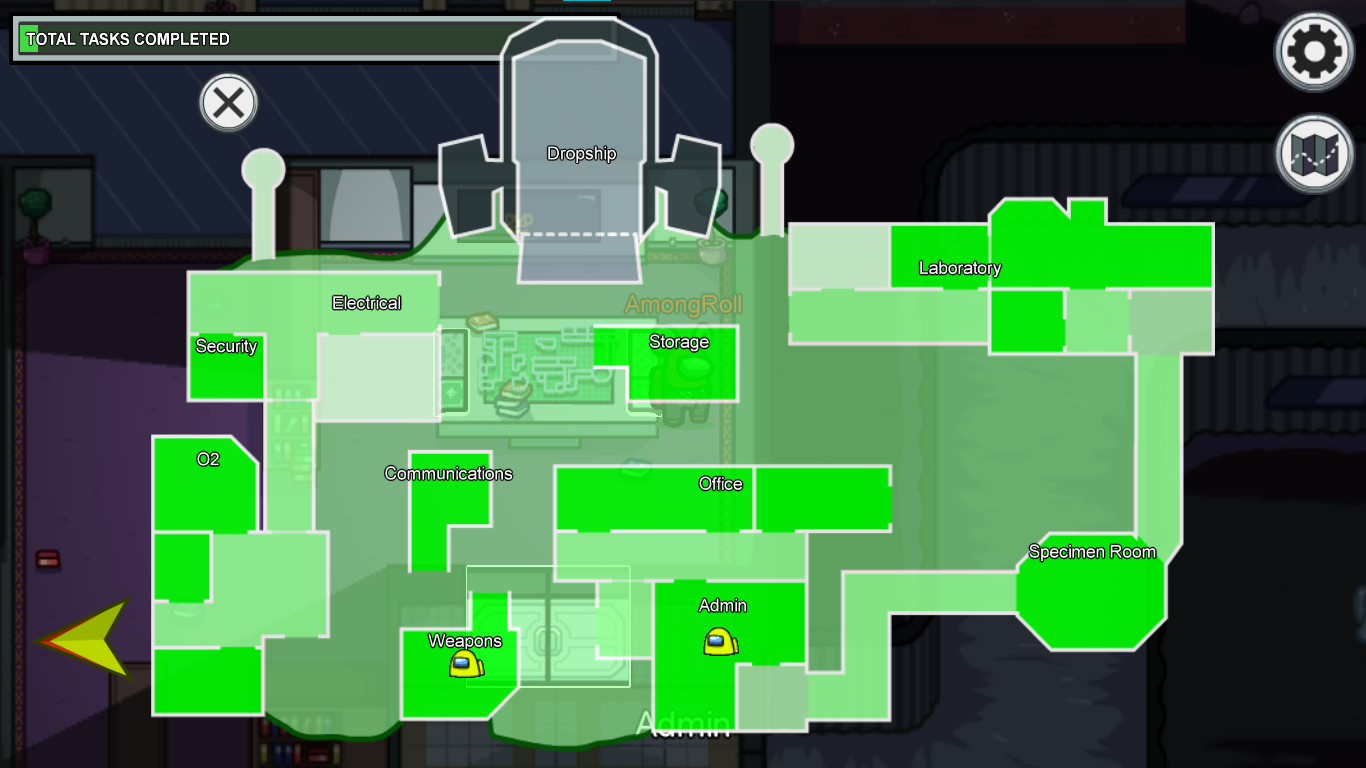 TOTAL TASKS COMPLETED
Dropship
Laboratory
Electrical
AmongRoll
Storage
Security
O2
Communications
Office
Specimen Room
Admin
Weapons
Admin